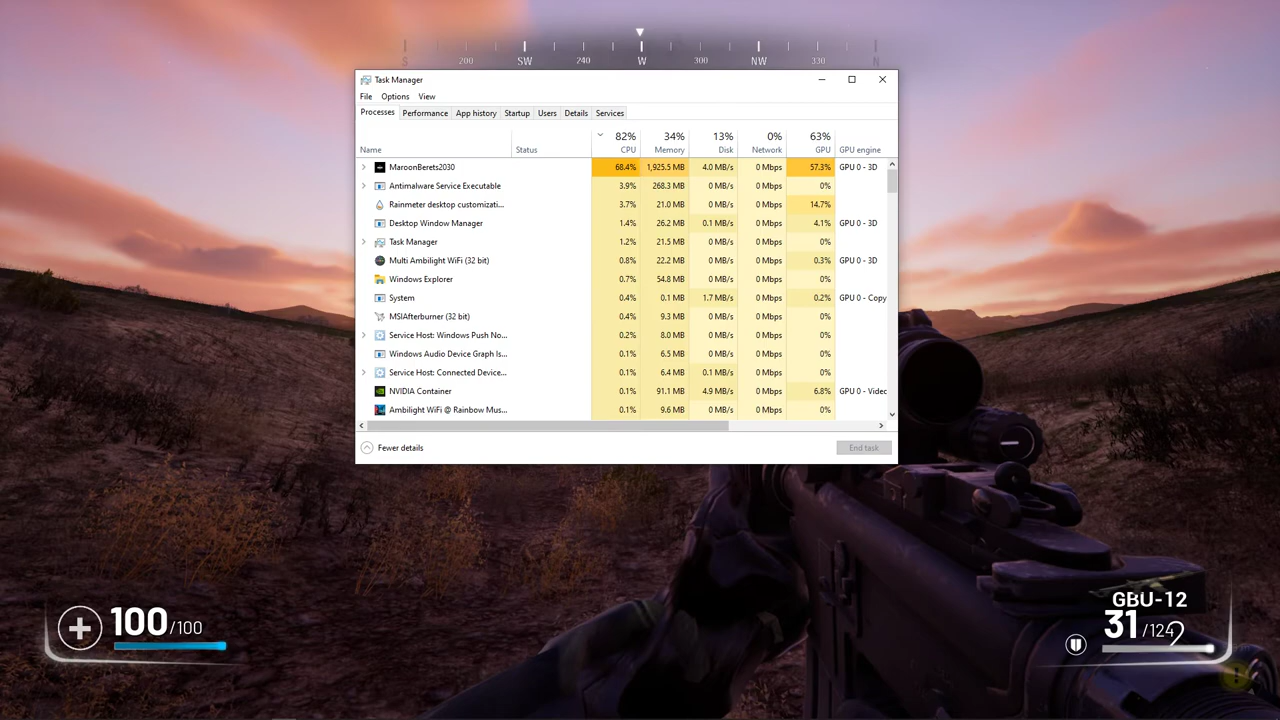 S 200 SW 240 W 300 NW 330 N
Task Manager
File Options View
Processes Performance App history Startup Users Details Services
82% 34% 13% 0% 63%
Name Status CPU Memory Disk Network GPU GPU engine
MaroonBerets2030 68.4% 1,925.5 MB 4.0 MB/s 0 Mbps 57.3% GPU 0 - 3D
Antimalware Service Executable 3.9% 268.3 MB 0 MB/s 0 Mbps 0%
Rainmeter desktop customizati... 3.7% 21.0 MB 0 MB/s 0 Mbps 14.7%
Desktop Window Manager 1.4% 26.2 MB 0.1 MB/s 0 Mbps 4.1% GPU 0 - 3D
Task Manager 1.2% 21.5 MB 0 MB/s 0 Mbps 0%
Multi Ambilight WiFi (32 bit) 0.8% 22.2 MB 0 MB/s 0 Mbps 0.3% GPU 0 - 3D
Windows Explorer 0.7% 54.8 MB 0 MB/s 0 Mbps 0%
System 0.4% 0.1 MB 1.7 MB/s 0 Mbps 0.2% GPU 0 - Copy
MSIAfterburner (32 bit) 0.4% 9.3 MB 0 MB/s 0 Mbps 0%
Service Host: Windows Push No... 0.2% 8.0 MB 0 MB/s 0 Mbps 0%
Windows Audio Device Graph Is... 0.1% 6.5 MB 0 MB/s 0 Mbps 0%
Service Host: Connected Device... 0.1% 6.4 MB 0.1 MB/s 0 Mbps 0%
NVIDIA Container 0.1% 91.1 MB 4.9 MB/s 0 Mbps 6.8% GPU 0 - Video
Ambilight WiFi @ Rainbow Mus... 0.1% 9.6 MB 0 MB/s 0 Mbps 0%
Fewer details End task
GBU-12
100/100
31/124 2